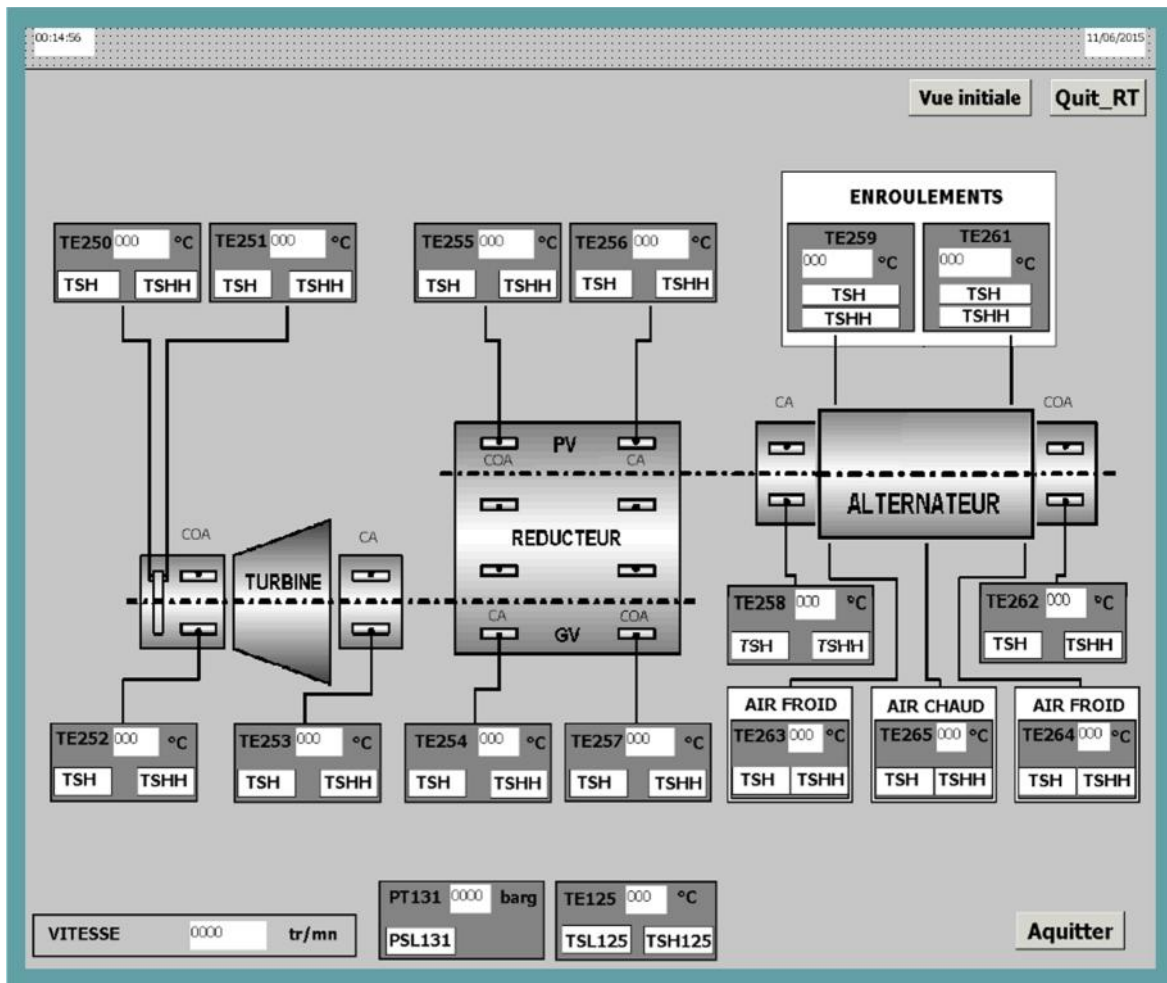 00:14:56
11/06/2015
Vue initiale
Quit_RT
ENROULEMENTS
TE250 000 °C
TSH TSHH
TE251 000 °C
TSH TSHH
TE255 000 °C
TSH TSHH
TE256 000 °C
TSH TSHH
TE259
000 °C
TSH
TSHH
TE261
000 °C
TSH
TSHH
CA
COA
PV
COA
CA
ALTERNATEUR
REDUCTEUR
COA
CA
TURBINE
CA
COA
GV
TE258 000 °C
TSH TSHH
TE262 000 °C
TSH TSHH
TE252 000 °C
TSH TSHH
TE253 000 °C
TSH TSHH
TE254 000 °C
TSH TSHH
TE257 000 °C
TSH TSHH
AIR FROID
TE263 000 °C
TSH TSHH
AIR CHAUD
TE265 000 °C
TSH TSHH
AIR FROID
TE264 000 °C
TSH TSHH
VITESSE 0000 tr/mn
PT131 0000 barg
PSL131
TE125 000 °C
TSL125 TSH125
Aquitter